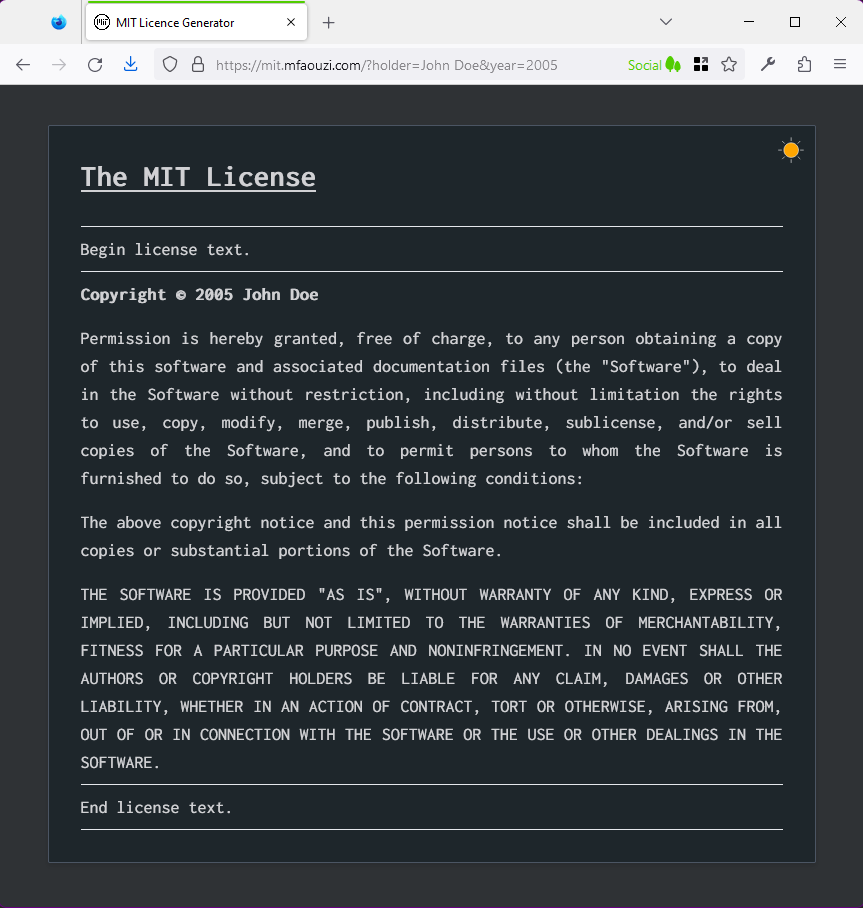 MIT Licence Generator
https://mit.mfaouzi.com/?holder=John Doe&year=2005
Social
The MIT License
Begin license text.
Copyright © 2005 John Doe
Permission is hereby granted, free of charge, to any person obtaining a copy
of this software and associated documentation files (the "Software"), to deal
in the Software without restriction, including without limitation the rights
to use, copy, modify, merge, publish, distribute, sublicense, and/or sell
copies of the Software, and to permit persons to whom the Software is
furnished to do so, subject to the following conditions:
The above copyright notice and this permission notice shall be included in all
copies or substantial portions of the Software.
THE SOFTWARE IS PROVIDED "AS IS", WITHOUT WARRANTY OF ANY KIND, EXPRESS OR
IMPLIED, INCLUDING BUT NOT LIMITED TO THE WARRANTIES OF MERCHANTABILITY,
FITNESS FOR A PARTICULAR PURPOSE AND NONINFRINGEMENT. IN NO EVENT SHALL THE
AUTHORS OR COPYRIGHT HOLDERS BE LIABLE FOR ANY CLAIM, DAMAGES OR OTHER
LIABILITY, WHETHER IN AN ACTION OF CONTRACT, TORT OR OTHERWISE, ARISING FROM,
OUT OF OR IN CONNECTION WITH THE SOFTWARE OR THE USE OR OTHER DEALINGS IN THE
SOFTWARE.
End license text.